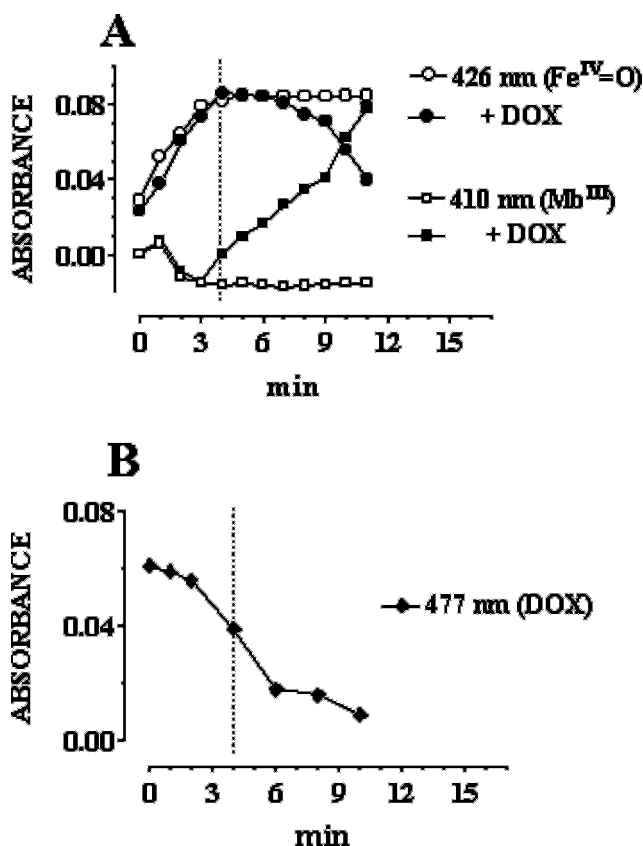 A
ABSORBANCE
0.08
0.04
0.00
0 3 6 9 12 15
min
426 nm (Fe^IV=O)
+ DOX
410 nm (Mb^III)
+ DOX
B
ABSORBANCE
0.08
0.04
0.00
0 3 6 9 12 15
min
477 nm (DOX)